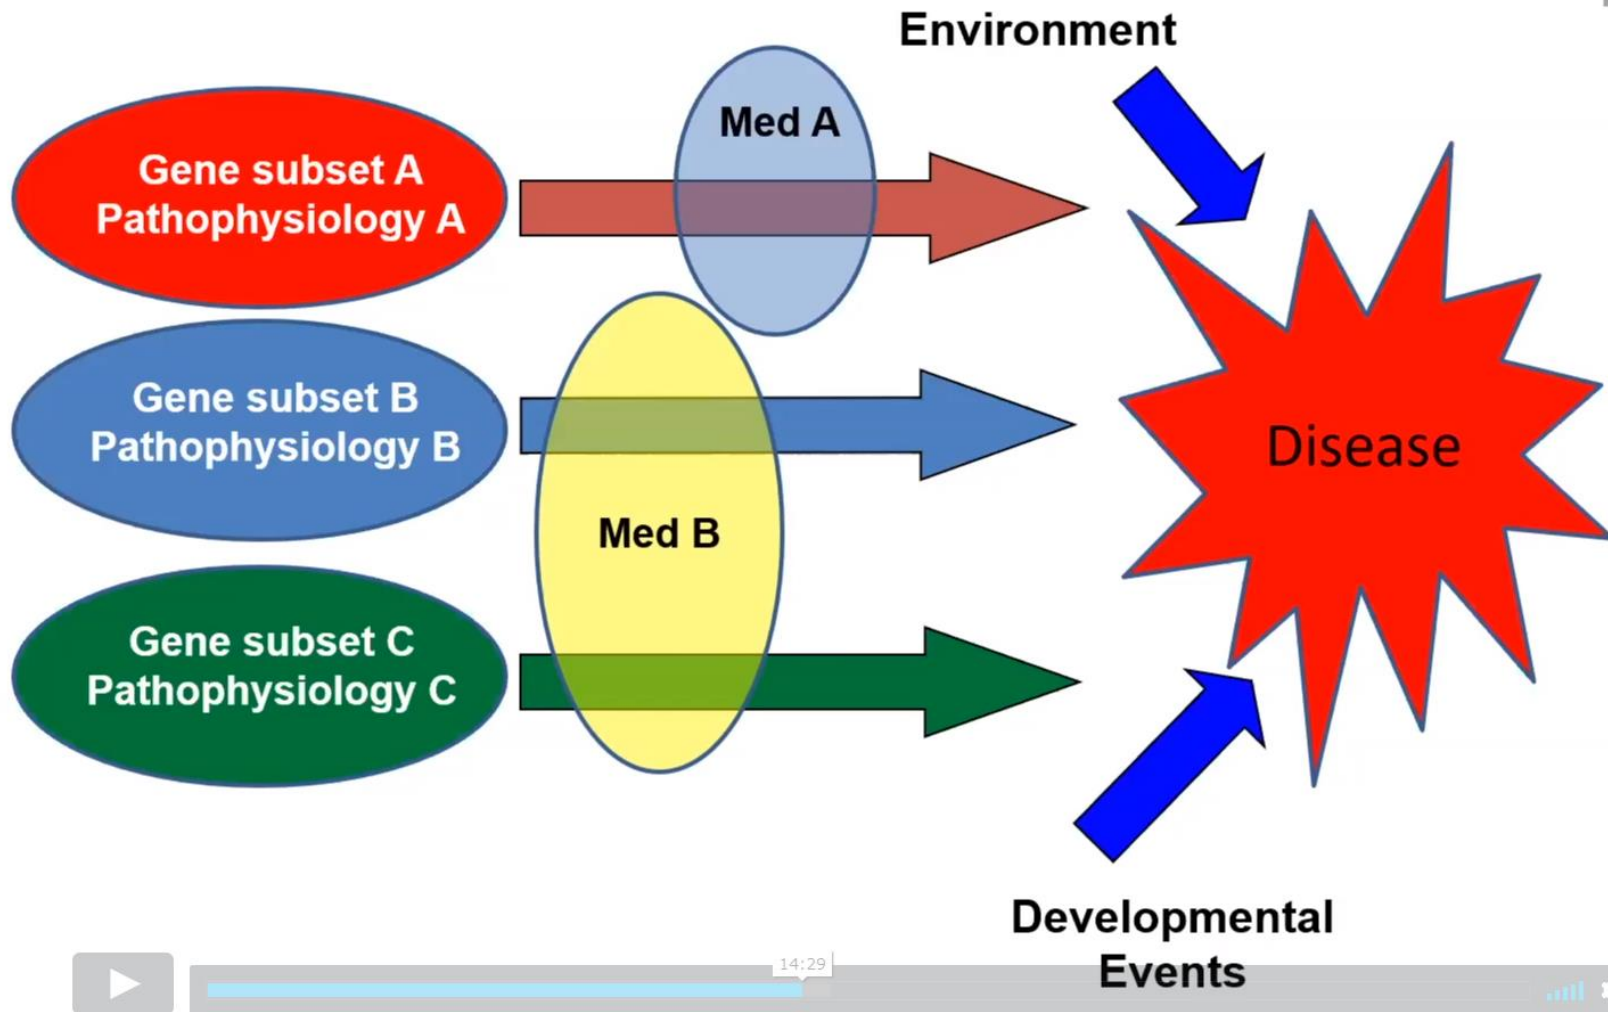 Environment
Med A
Gene subset A
Pathophysiology A
Gene subset B
Pathophysiology B
Disease
Med B
Gene subset C
Pathophysiology C
Developmental
Events
14:29